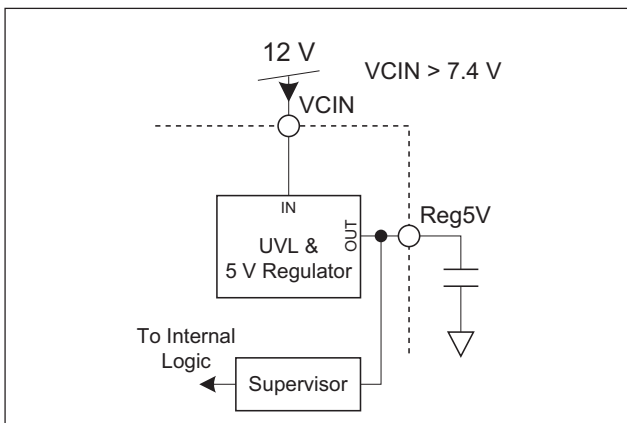 12 V
VCIN > 7.4 V
VCIN
IN
UVL &
5 V Regulator
OUT
Reg5V
To Internal
Logic
Supervisor